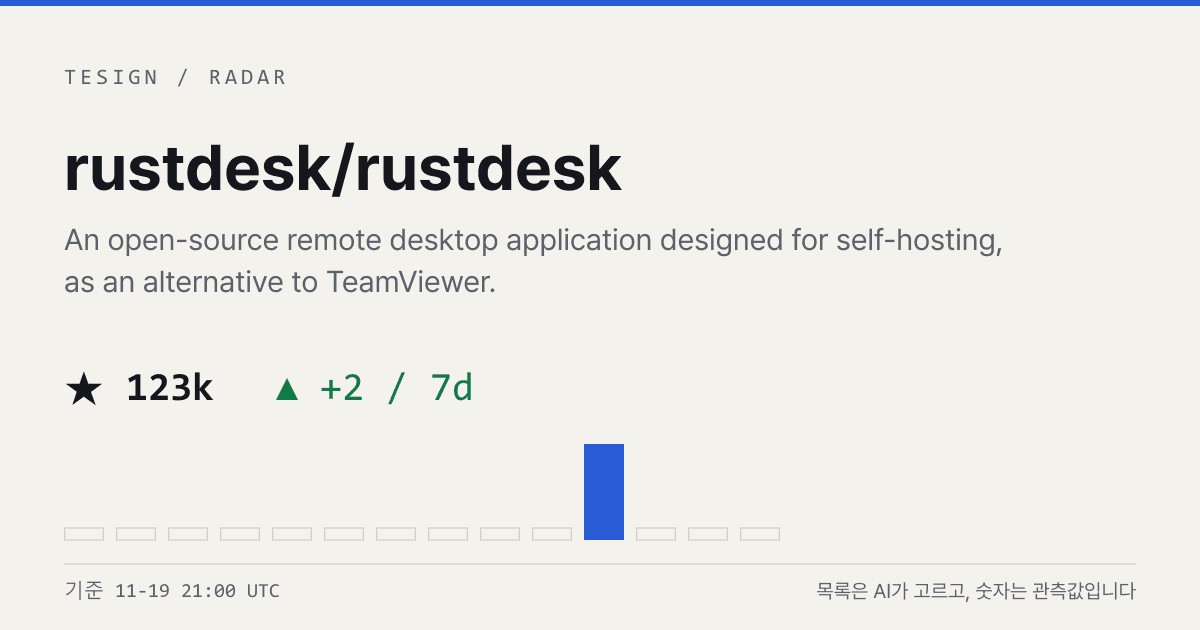 TESIGN / RADAR
rustdesk/rustdesk
An open-source remote desktop application designed for self-hosting,
as an alternative to TeamViewer.
★ 123k ▲ +2 / 7d
기준 11-19 21:00 UTC
목록은 AI가 고르고, 숫자는 관측값입니다